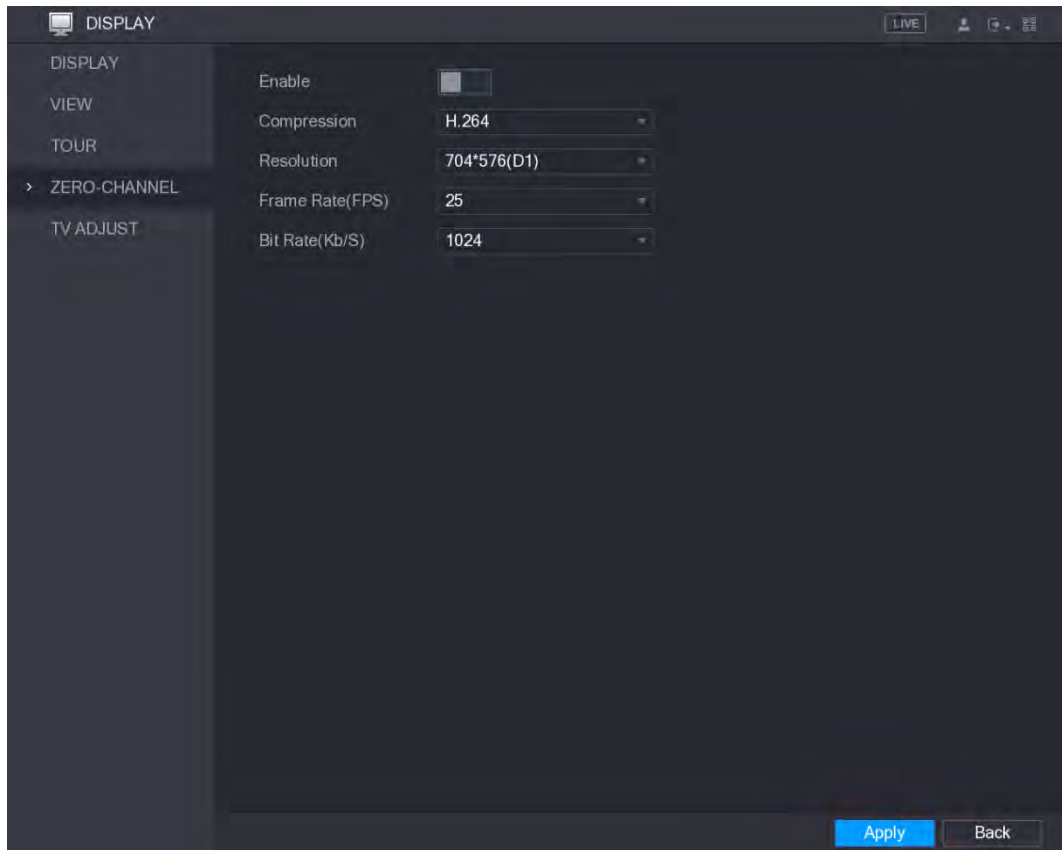 DISPLAY
LIVE
DISPLAY
VIEW
TOUR
> ZERO-CHANNEL
TV ADJUST
Enable
Compression H.264
Resolution 704*576(D1)
Frame Rate(FPS) 25
Bit Rate(Kb/S) 1024
Apply Back